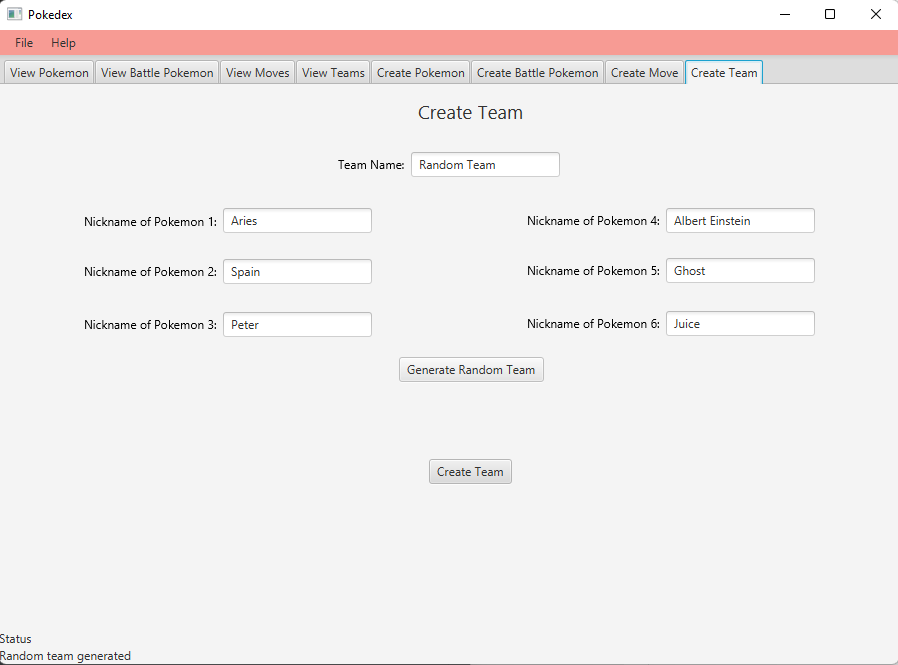 Pokedex
File Help
View Pokemon View Battle Pokemon View Moves View Teams Create Pokemon Create Battle Pokemon Create Move Create Team
Create Team
Team Name: Random Team
Nickname of Pokemon 1: Aries Nickname of Pokemon 4: Albert Einstein
Nickname of Pokemon 2: Spain Nickname of Pokemon 5: Ghost
Nickname of Pokemon 3: Peter Nickname of Pokemon 6: Juice
Generate Random Team
Create Team
Status
Random team generated